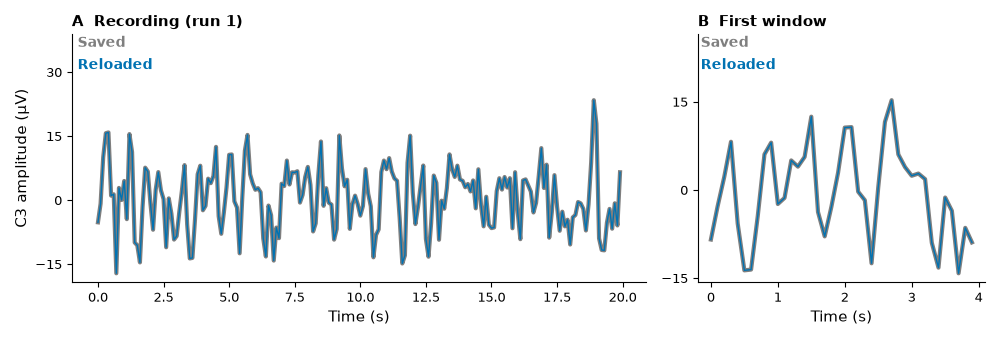 A Recording (run 1)
Saved
Reloaded
30
15
0
−15
C3 amplitude (µV)
0.0 2.5 5.0 7.5 10.0 12.5 15.0 17.5 20.0
Time (s)
B First window
Saved
Reloaded
15
0
−15
0 1 2 3 4
Time (s)